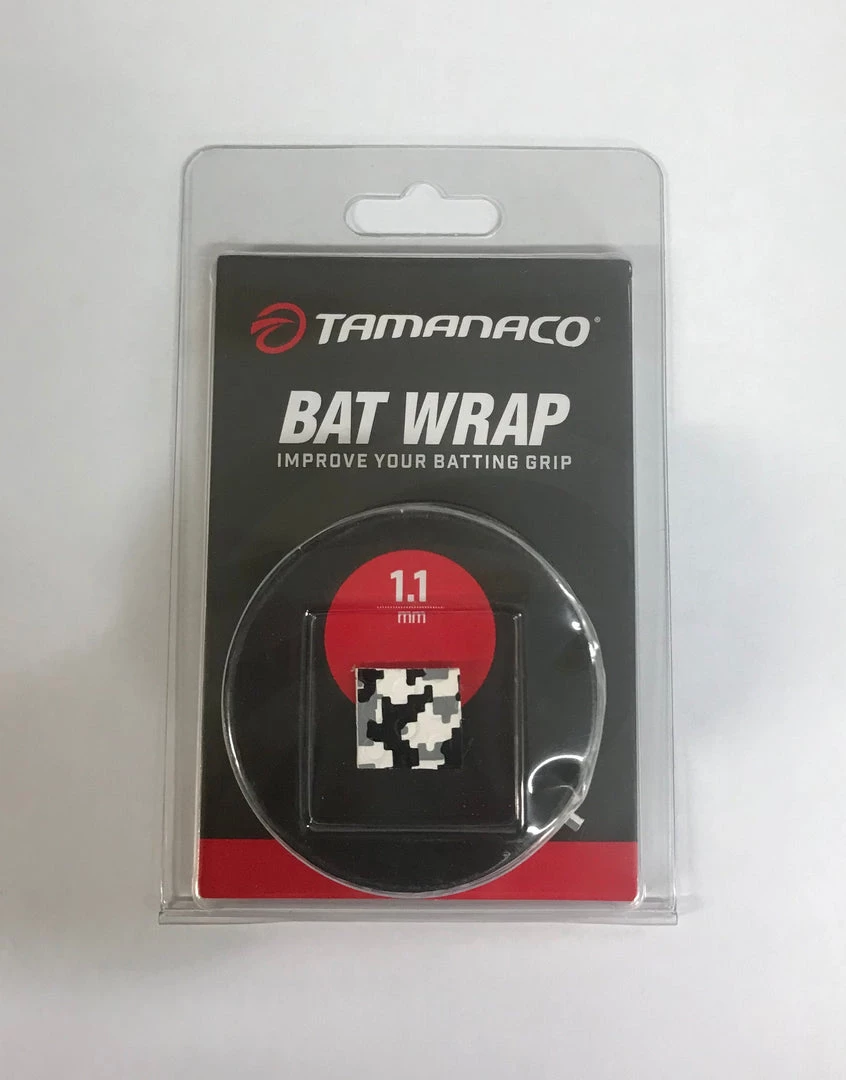 TAMANACO®
BAT WRAP
IMPROVE YOUR BATTING GRIP
1.1
mm